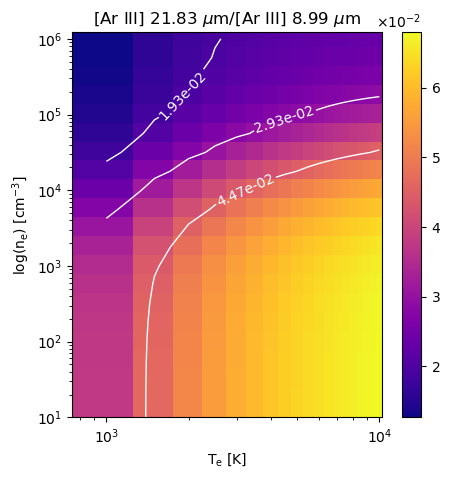 [Ar III] 21.83 μm/[Ar III] 8.99 μm
×10⁻²
10⁶
10⁵
10⁴
10³
10²
10¹
log(nₑ) [cm⁻³]
1.93e-02
2.93e-02
4.47e-02
6
5
4
3
2
10³
10⁴
Tₑ [K]